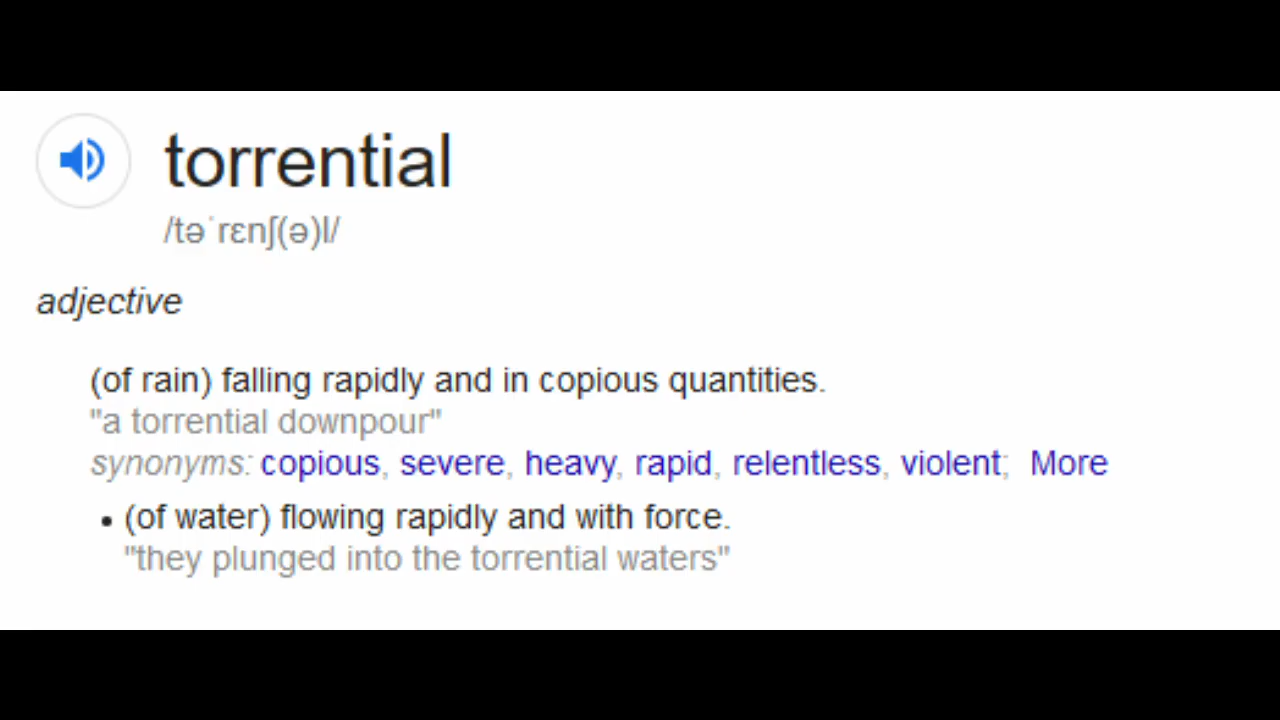 torrential
/təˈrɛnʃ(ə)l/
adjective
(of rain) falling rapidly and in copious quantities.
"a torrential downpour"
synonyms: copious, severe, heavy, rapid, relentless, violent; More
• (of water) flowing rapidly and with force.
"they plunged into the torrential waters"